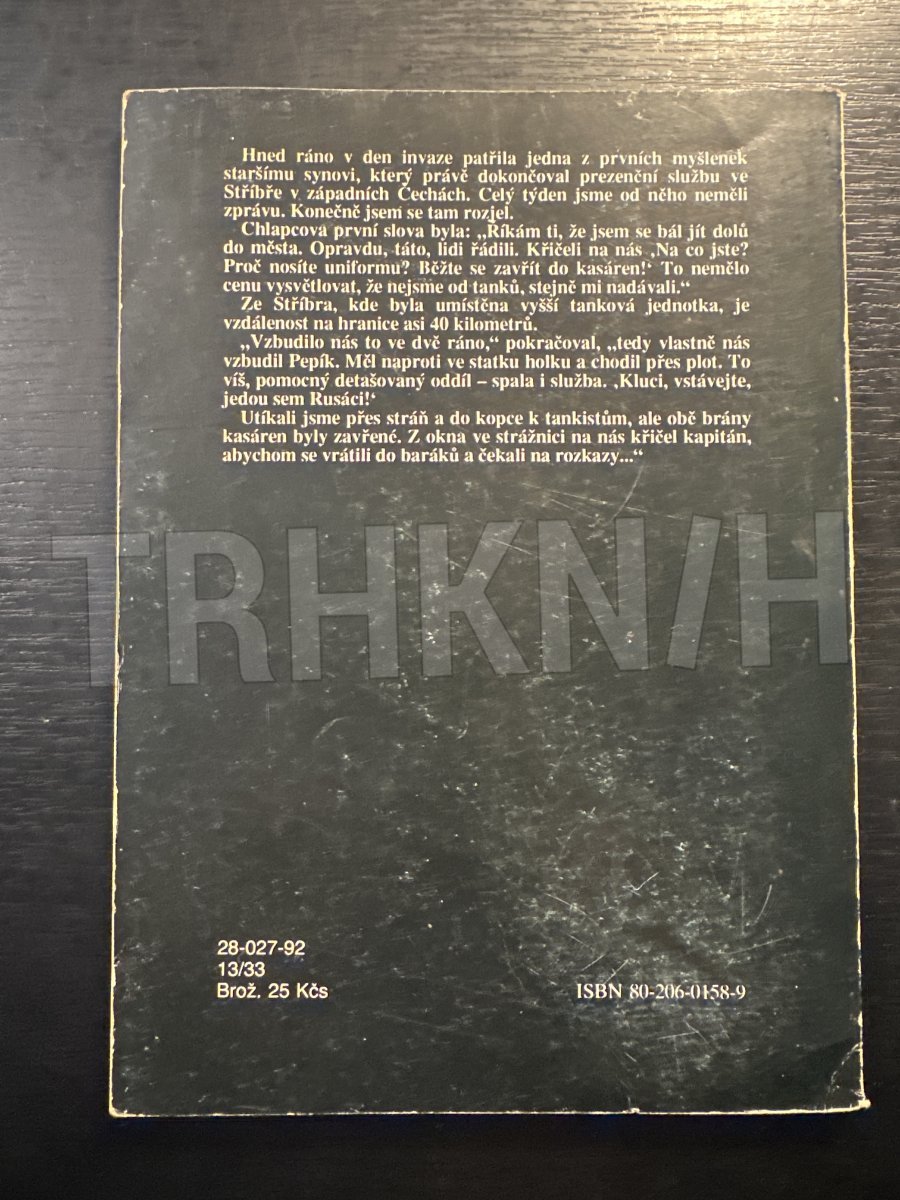 Hned ráno v den invaze patřila jedna z prvních myšlenek
staršímu synovi, který právě dokončoval prezenční službu ve
Stříbře v západních Čechách. Celý týden jsme od něho neměli
zprávu. Konečně jsem se tam rozjel.
Chlapcova první slova byla: „Říkám ti, že jsem se bál jít dolů
do města. Opravdu, táto, lidi řádili. Křičeli na nás ‚Na co jste?
Proč nosíte uniformu? Běžte se zavřít do kasáren!‘ To nemělo
cenu vysvětlovat, že nejsme od tanků, stejně mi nadávali.“
Ze Stříbra, kde byla umístěna vyšší tanková jednotka, je
vzdálenost na hranice asi 40 kilometrů.
„Vzbudilo nás to ve dvě ráno,“ pokračoval, „tedy vlastně nás
vzbudil Pepík. Měl naproti ve statku holku a chodil přes plot. To
víš, pomocný detašovaný oddíl – spala i služba. ‚Kluci, vstávejte,
jedou sem Rusáci!‘
Utíkali jsme přes stráň a do kopce k tankistům, ale obě brány
kasáren byly zavřené. Z okna ve strážnici na nás křičel kapitán,
abychom se vrátili do baráků a čekali na rozkazy...“
TRHKN/H
28-027-92
13/33
Brož. 25 Kčs
ISBN 80-206-0158-9